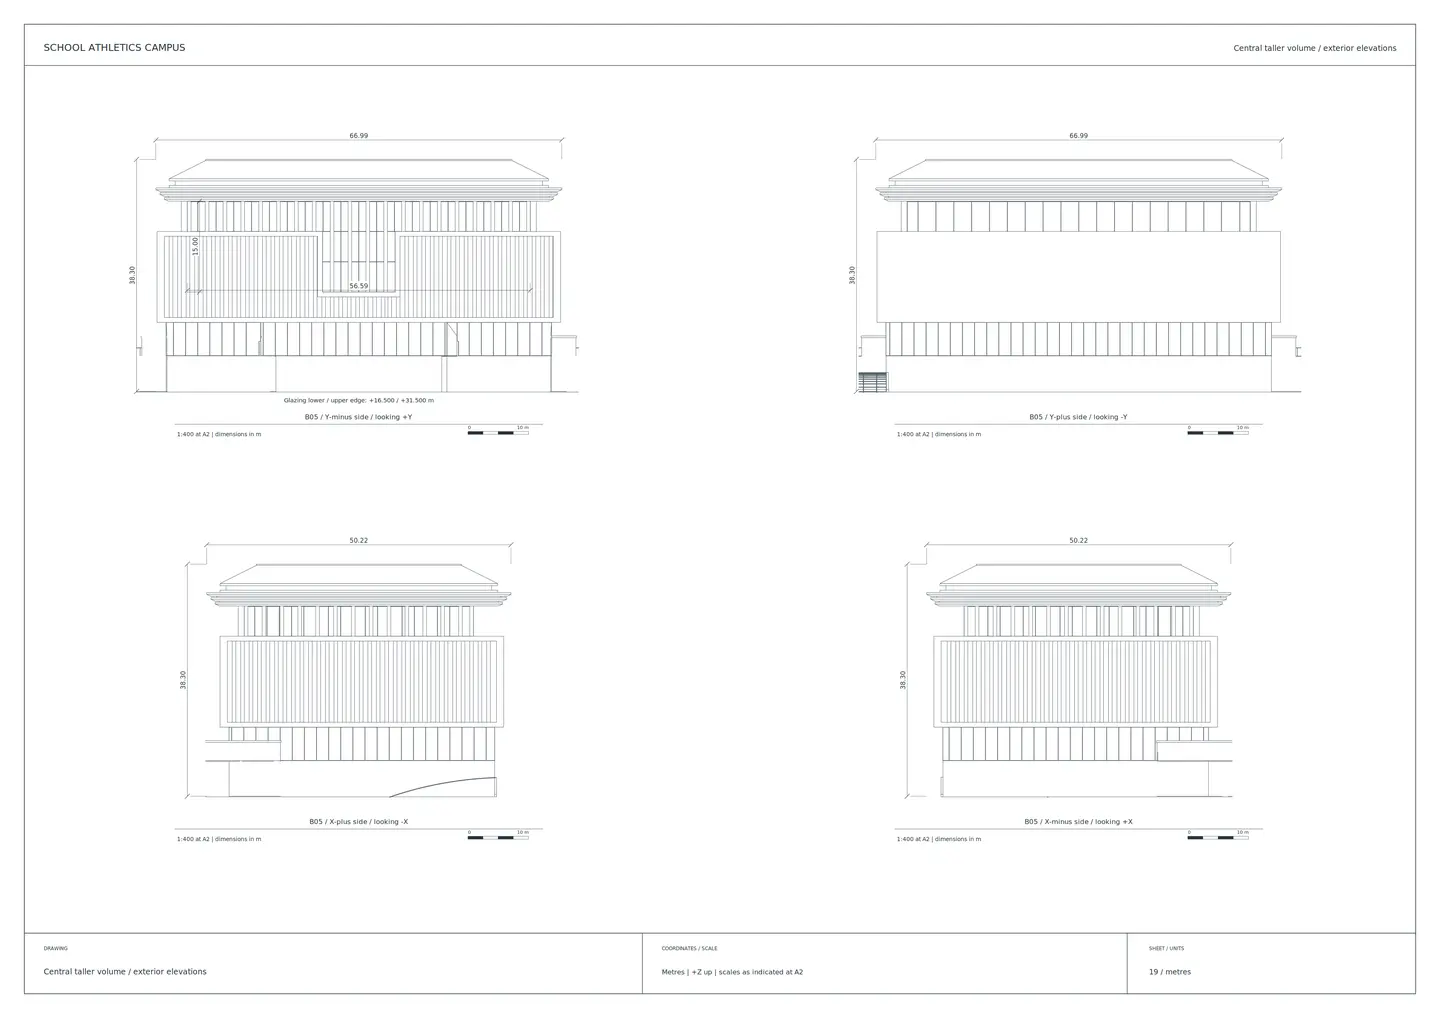 SCHOOL ATHLETICS CAMPUS
Central taller volume / exterior elevations
66.99
38.30
15.00
56.59
Glazing lower / upper edge: +16.500 / +31.500 m
B05 / Y-minus side / looking +Y
1:400 at A2 | dimensions in m
0 10 m
66.99
38.30
B05 / Y-plus side / looking -Y
1:400 at A2 | dimensions in m
0 10 m
50.22
38.30
B05 / X-plus side / looking -X
1:400 at A2 | dimensions in m
0 10 m
50.22
38.30
B05 / X-minus side / looking +X
1:400 at A2 | dimensions in m
0 10 m
DRAWING
Central taller volume / exterior elevations
COORDINATES / SCALE
Metres | +Z up | scales as indicated at A2
SHEET / UNITS
19 / metres